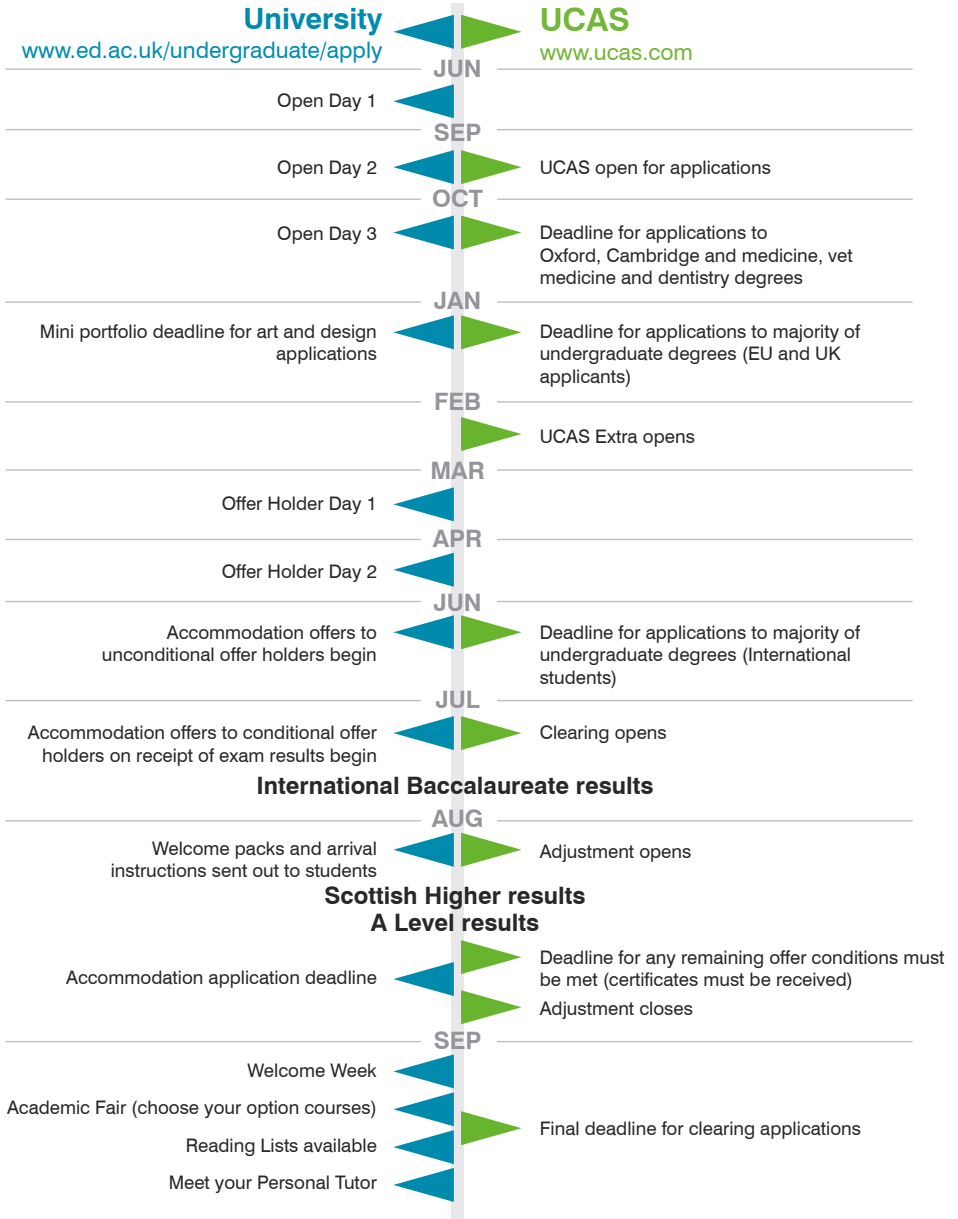 University
www.ed.ac.uk/undergraduate/apply
UCAS
www.ucas.com
JUN
Open Day 1
SEP
Open Day 2
UCAS open for applications
OCT
Open Day 3
Deadline for applications to
Oxford, Cambridge and medicine, vet
medicine and dentistry degrees
JAN
Mini portfolio deadline for art and design
applications
Deadline for applications to majority of
undergraduate degrees (EU and UK
applicants)
FEB
UCAS Extra opens
MAR
Offer Holder Day 1
APR
Offer Holder Day 2
JUN
Accommodation offers to
unconditional offer holders begin
Deadline for applications to majority of
undergraduate degrees (International
students)
JUL
Accommodation offers to conditional offer
holders on receipt of exam results begin
Clearing opens
International Baccalaureate results
AUG
Welcome packs and arrival
instructions sent out to students
Adjustment opens
Scottish Higher results
A Level results
Accommodation application deadline
Deadline for any remaining offer conditions must
be met (certificates must be received)
Adjustment closes
SEP
Welcome Week
Academic Fair (choose your option courses)
Reading Lists available
Meet your Personal Tutor
Final deadline for clearing applications